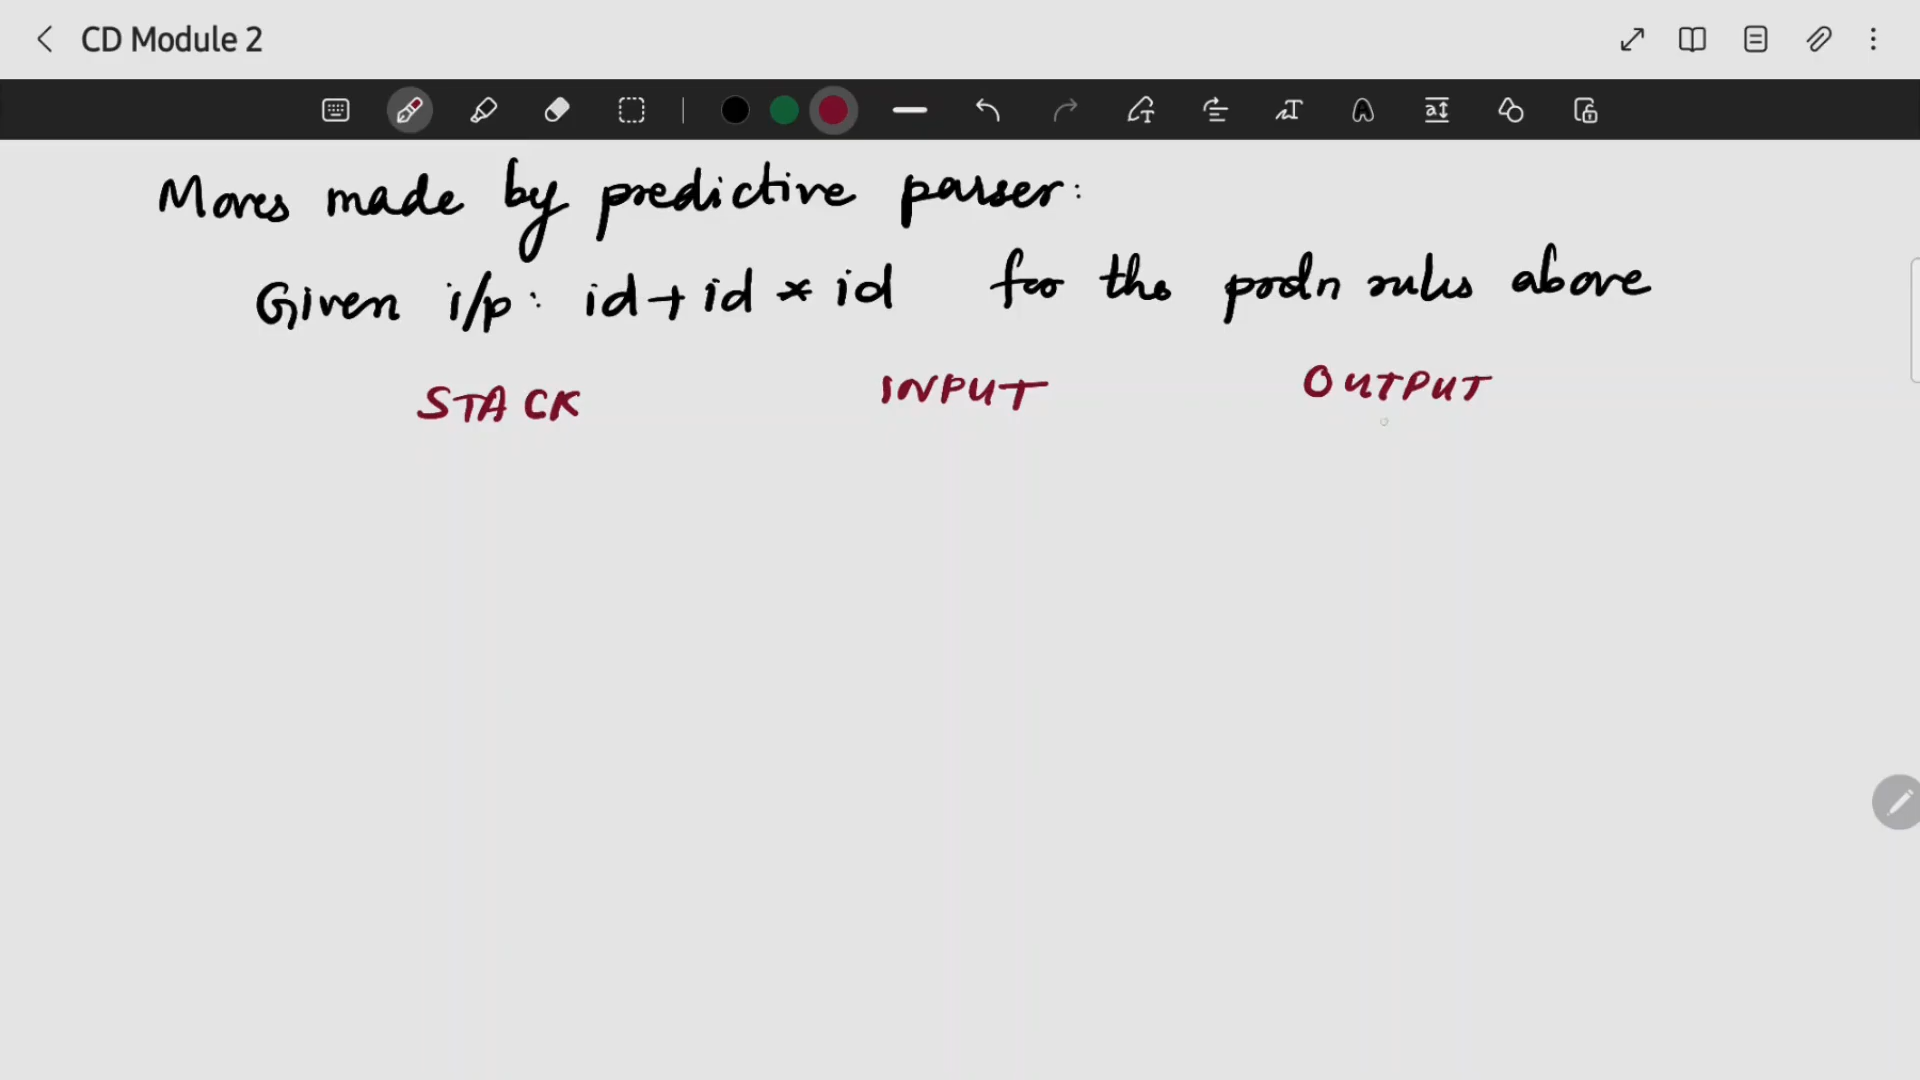 CD Module 2
Moves made by predictive parser:
Given i/p: id + id * id for the prodn rules above
STACK INPUT OUTPUT